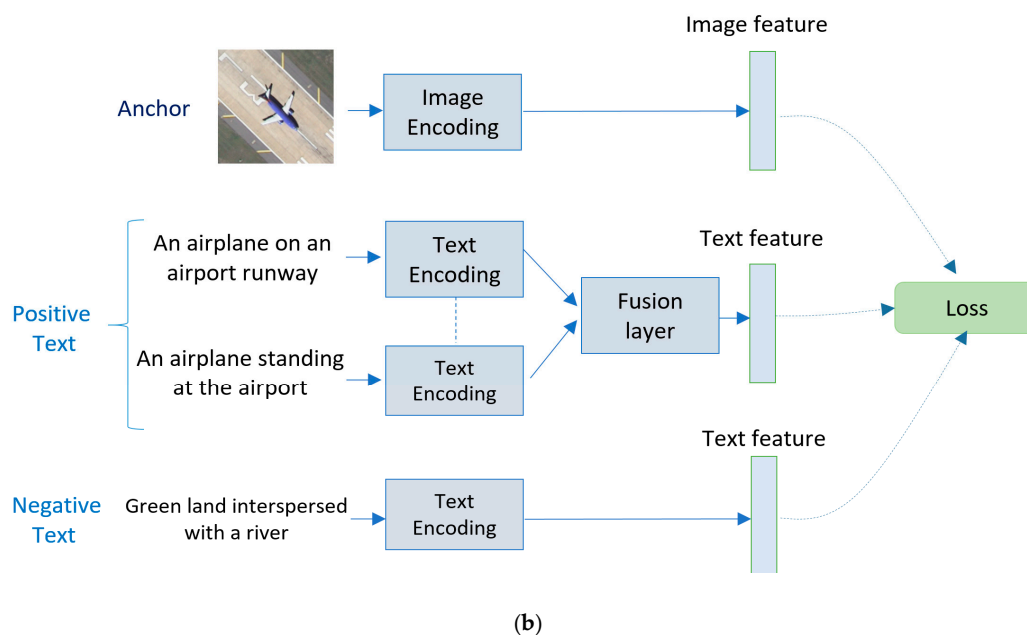 Image feature
Anchor
Image
Encoding
An airplane on an
airport runway
Text
Encoding
Text feature
Positive
Text
Fusion
layer
Loss
An airplane standing
at the airport
Text
Encoding
Text feature
Negative
Text
Green land interspersed
with a river
Text
Encoding
(b)